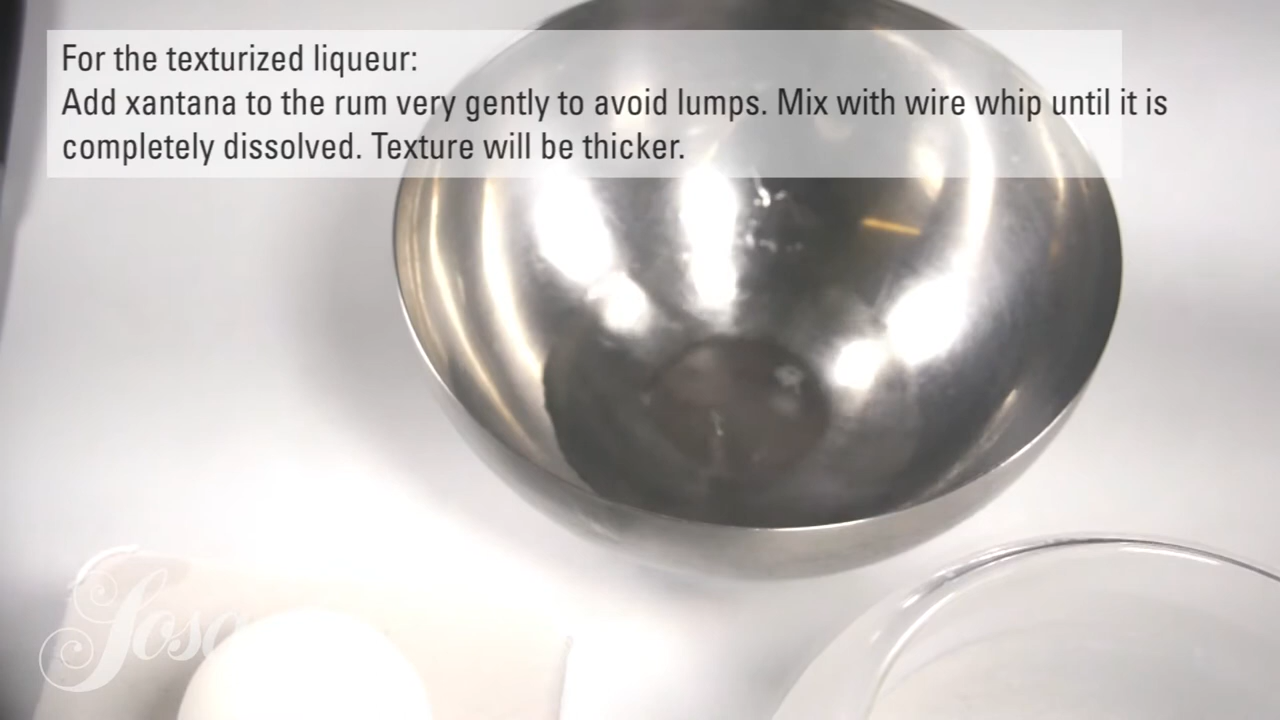 For the texturized liqueur:
Add xantana to the rum very gently to avoid lumps. Mix with wire whip until it is
completely dissolved. Texture will be thicker.
Sosa